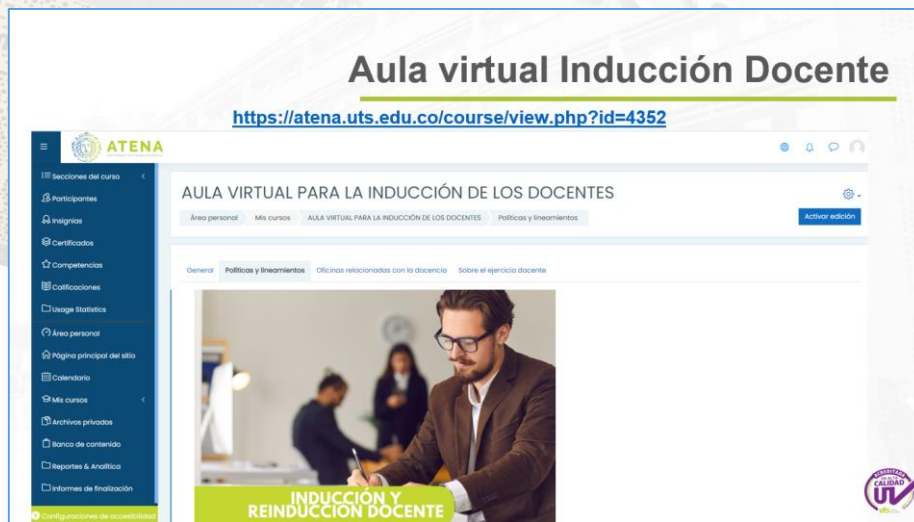 Aula virtual Inducción Docente
https://atena.uts.edu.co/course/view.php?id=4352
ATENA
Secciones del curso
Participantes
Insignias
Certificados
Competencias
Calificaciones
Usage Statistics
Área personal
Página principal del sitio
Calendario
Mis cursos
Archivos privados
Banco de contenido
Reportes & Analítica
Informes de finalización
Configuraciones de accesibilidad
AULA VIRTUAL PARA LA INDUCCIÓN DE LOS DOCENTES
Área personal Mis cursos AULA VIRTUAL PARA LA INDUCCIÓN DE LOS DOCENTES Políticas y lineamientos
Activar edición
General Políticas y lineamientos Oficinas relacionadas con la docencia Sobre el ejercicio docente
INDUCCIÓN Y
REINDUCCIÓN DOCENTE
ACREDITADA
CALIDAD
uts